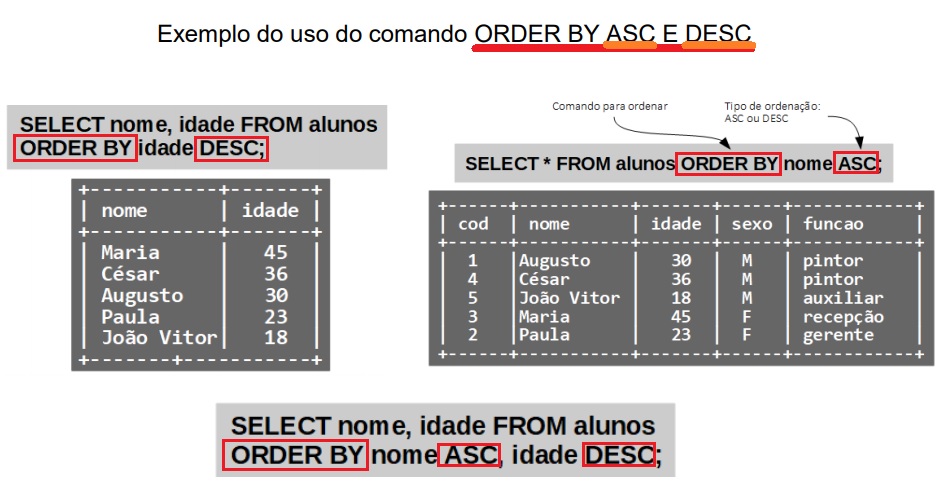 Exemplo do uso do comando ORDER BY ASC E DESC
SELECT nome, idade FROM alunos
ORDER BY idade DESC;
+-----------+-------+
| nome | idade |
+-----------+-------+
| Maria | 45 |
| César | 36 |
| Augusto | 30 |
| Paula | 23 |
| João Vitor| 18 |
+-------+-----------+
Comando para ordenar
Tipo de ordenação:
ASC ou DESC
SELECT * FROM alunos ORDER BY nome ASC;
+------+-----------+-------+------+------------+
| cod | nome | idade | sexo | funcao |
+------+-----------+-------+------+------------+
| 1 |Augusto | 30 | M | pintor |
| 4 |César | 36 | M | pintor |
| 5 |João Vitor | 18 | M | auxiliar |
| 3 |Maria | 45 | F | recepção |
| 2 |Paula | 23 | F | gerente |
+------+-----------+-------+------+------------+
SELECT nome, idade FROM alunos
ORDER BY nome ASC, idade DESC;